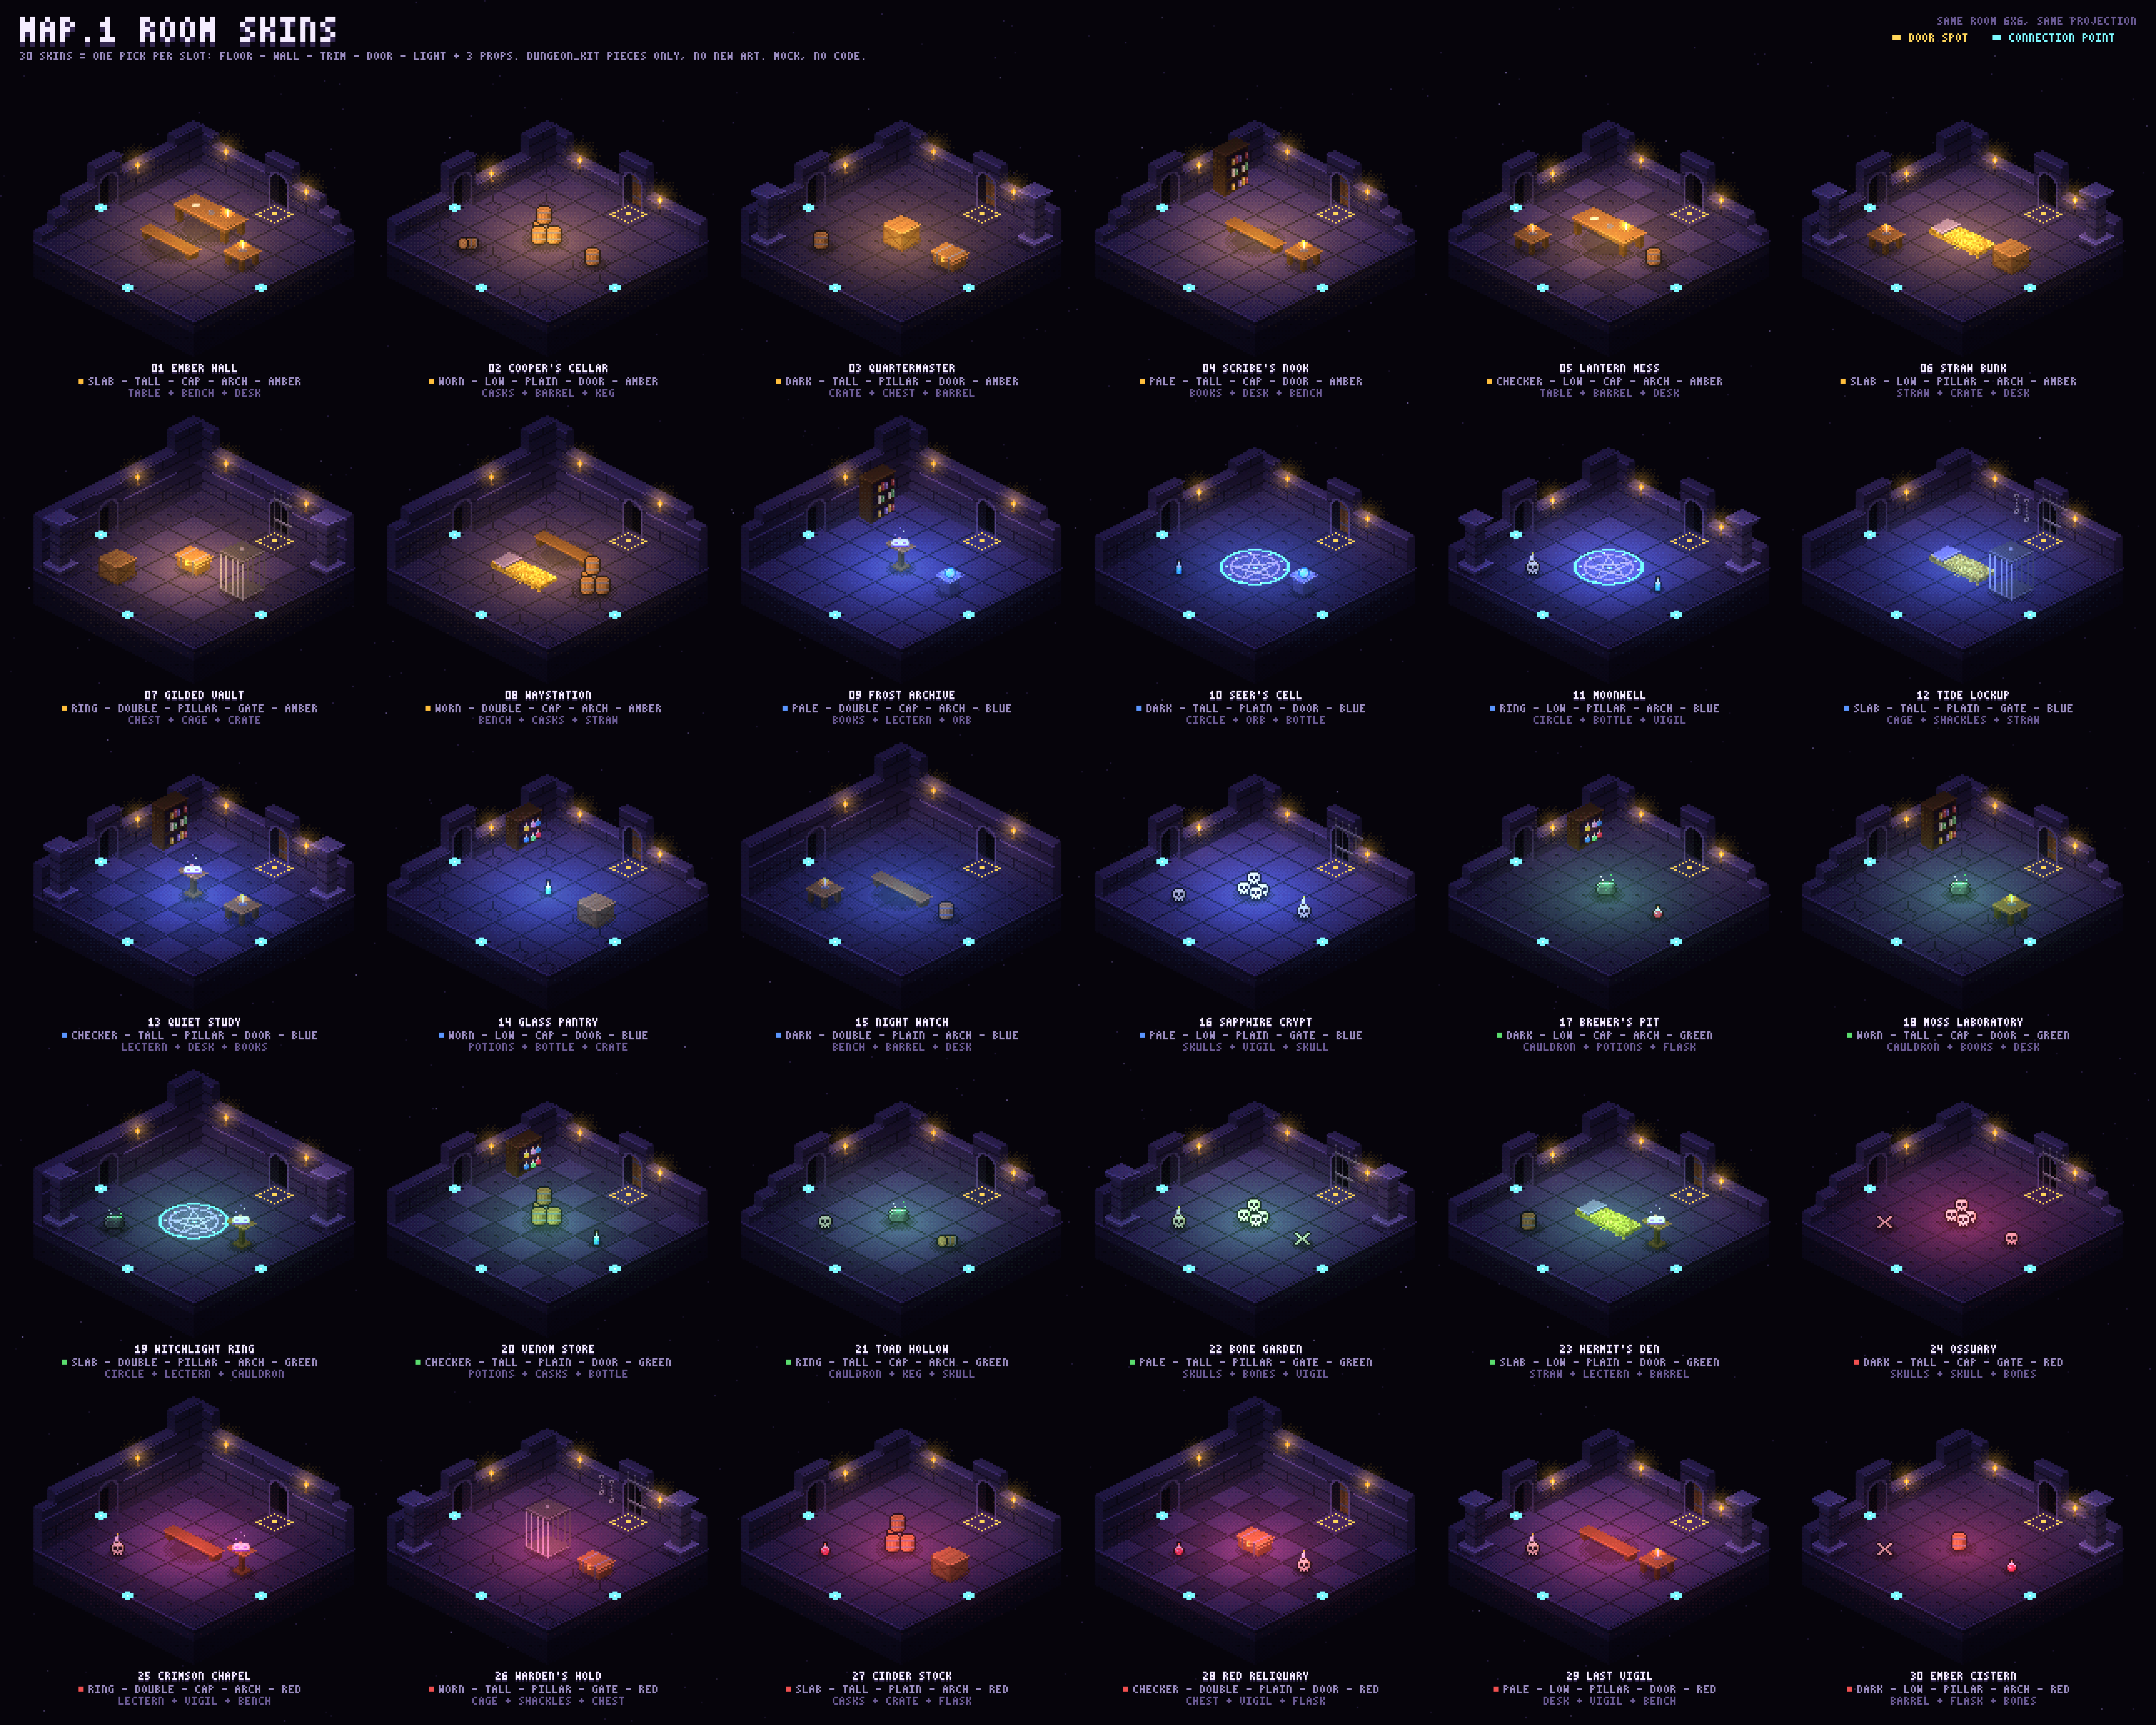 MAP.1 ROOM SKINS
30 SKINS = ONE PICK PER SLOT: FLOOR - WALL - TRIM - DOOR - LIGHT + 3 PROPS. DUNGEON_KIT PIECES ONLY, NO NEW ART. MOCK, NO CODE.
SAME ROOM 6X6, SAME PROJECTION
DOOR SPOT
CONNECTION POINT
01 EMBER HALL
SLAB - TALL - CAP - ARCH - AMBER
TABLE + BENCH + DESK
02 COOPER'S CELLAR
WORN - LOW - PLAIN - DOOR - AMBER
CASKS + BARREL + KEG
03 QUARTERMASTER
DARK - TALL - PILLAR - DOOR - AMBER
CRATE + CHEST + BARREL
04 SCRIBE'S NOOK
PALE - TALL - CAP - DOOR - AMBER
BOOKS + DESK + BENCH
05 LANTERN MESS
CHECKER - LOW - CAP - ARCH - AMBER
TABLE + BARREL + DESK
06 STRAW BUNK
SLAB - LOW - PILLAR - ARCH - AMBER
STRAW + CRATE + DESK
07 GILDED VAULT
RING - DOUBLE - PILLAR - GATE - AMBER
CHEST + CAGE + CRATE
08 WAYSTATION
WORN - DOUBLE - CAP - ARCH - AMBER
BENCH + CASKS + STRAW
09 FROST ARCHIVE
PALE - DOUBLE - CAP - ARCH - BLUE
BOOKS + LECTERN + ORB
10 SEER'S CELL
DARK - TALL - PLAIN - DOOR - BLUE
CIRCLE + ORB + BOTTLE
11 MOONWELL
RING - LOW - PILLAR - ARCH - BLUE
CIRCLE + BOTTLE + VIGIL
12 TIDE LOCKUP
SLAB - TALL - PLAIN - GATE - BLUE
CAGE + SHACKLES + STRAW
13 QUIET STUDY
CHECKER - TALL - PILLAR - DOOR - BLUE
LECTERN + DESK + BOOKS
14 GLASS PANTRY
WORN - LOW - CAP - DOOR - BLUE
POTIONS + BOTTLE + CRATE
15 NIGHT WATCH
DARK - DOUBLE - PLAIN - ARCH - BLUE
BENCH + BARREL + DESK
16 SAPPHIRE CRYPT
PALE - LOW - PLAIN - GATE - BLUE
SKULLS + VIGIL + SKULL
17 BREWER'S PIT
DARK - LOW - CAP - ARCH - GREEN
CAULDRON + POTIONS + FLASK
18 MOSS LABORATORY
WORN - TALL - CAP - DOOR - GREEN
CAULDRON + BOOKS + DESK
19 WITCHLIGHT RING
SLAB - DOUBLE - PILLAR - ARCH - GREEN
CIRCLE + LECTERN + CAULDRON
20 VENOM STORE
CHECKER - TALL - PLAIN - DOOR - GREEN
POTIONS + CASKS + BOTTLE
21 TOAD HOLLOW
RING - TALL - CAP - ARCH - GREEN
CAULDRON + KEG + SKULL
22 BONE GARDEN
PALE - TALL - PILLAR - GATE - GREEN
SKULLS + BONES + VIGIL
23 HERMIT'S DEN
SLAB - LOW - PLAIN - DOOR - GREEN
STRAW + LECTERN + BARREL
24 OSSUARY
DARK - TALL - CAP - GATE - RED
SKULLS + SKULL + BONES
25 CRIMSON CHAPEL
RING - DOUBLE - CAP - ARCH - RED
LECTERN + VIGIL + BENCH
26 WARDEN'S HOLD
WORN - TALL - PILLAR - GATE - RED
CAGE + SHACKLES + CHEST
27 CINDER STOCK
SLAB - TALL - PLAIN - ARCH - RED
CASKS + CRATE + FLASK
28 RED RELIQUARY
CHECKER - DOUBLE - PLAIN - DOOR - RED
CHEST + VIGIL + FLASK
29 LAST VIGIL
PALE - LOW - PILLAR - DOOR - RED
DESK + VIGIL + BENCH
30 EMBER CISTERN
DARK - LOW - PILLAR - ARCH - RED
BARREL + FLASK + BONES